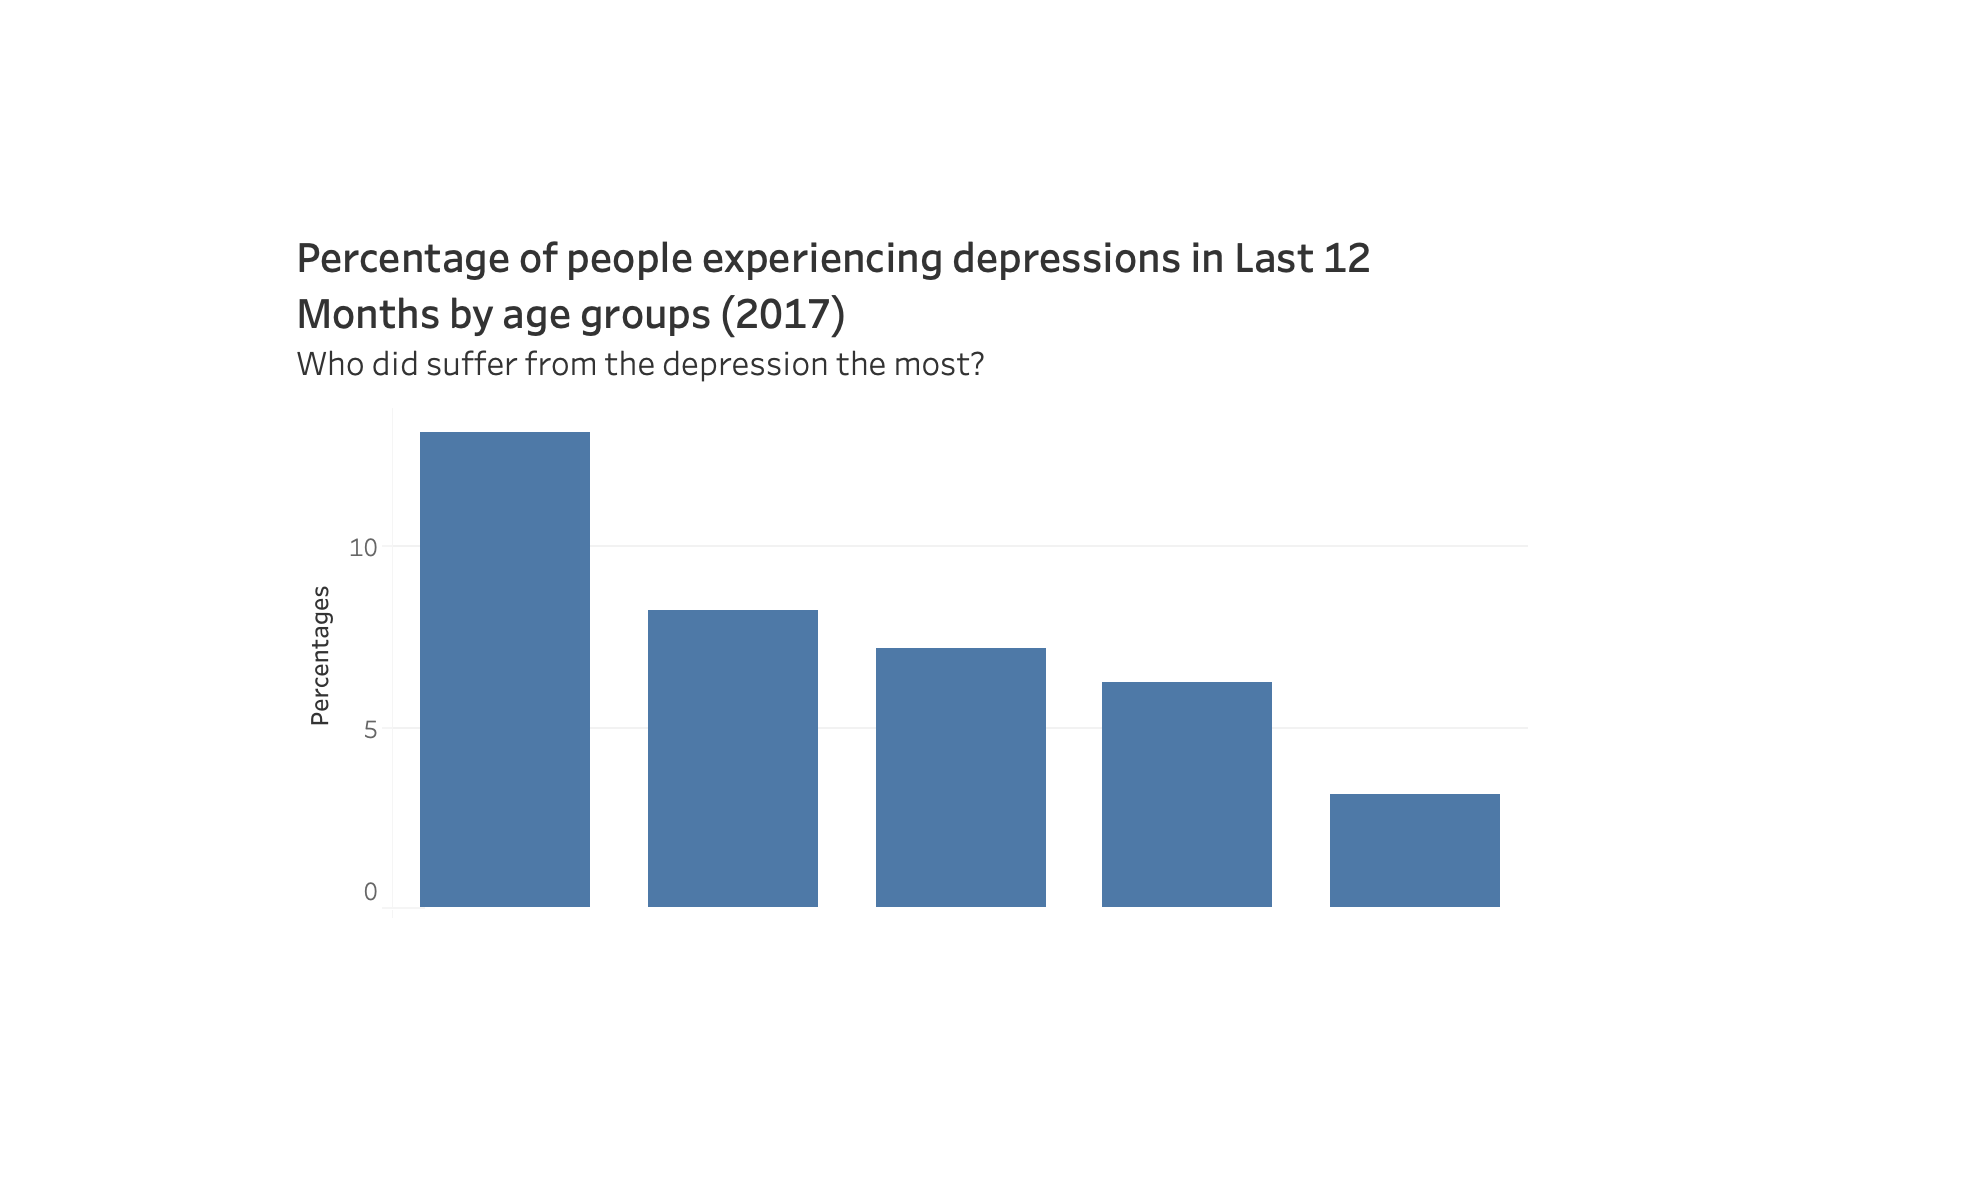 Percentage of people experiencing depressions in Last 12
Months by age groups (2017)
Who did suffer from the depression the most?
10
Percentages
5
0